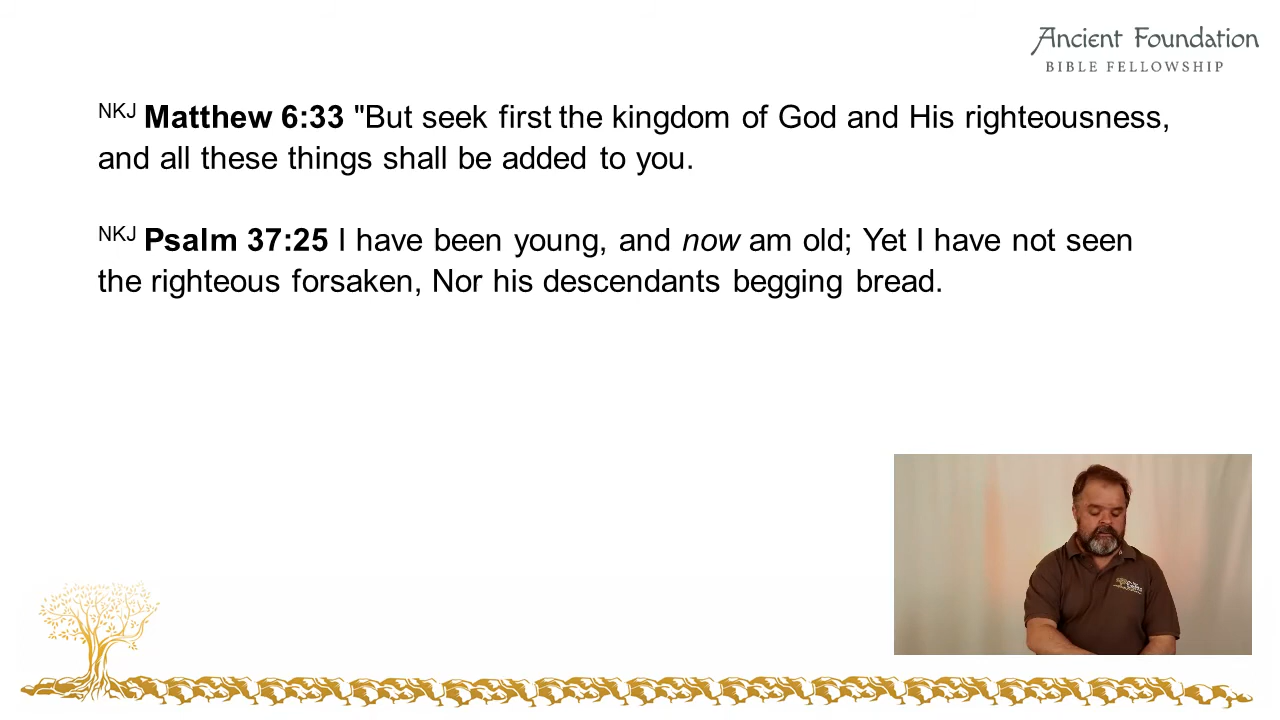 Ancient Foundation
BIBLE FELLOWSHIP
NKJ Matthew 6:33 "But seek first the kingdom of God and His righteousness,
and all these things shall be added to you.
NKJ Psalm 37:25 I have been young, and now am old; Yet I have not seen
the righteous forsaken, Nor his descendants begging bread.